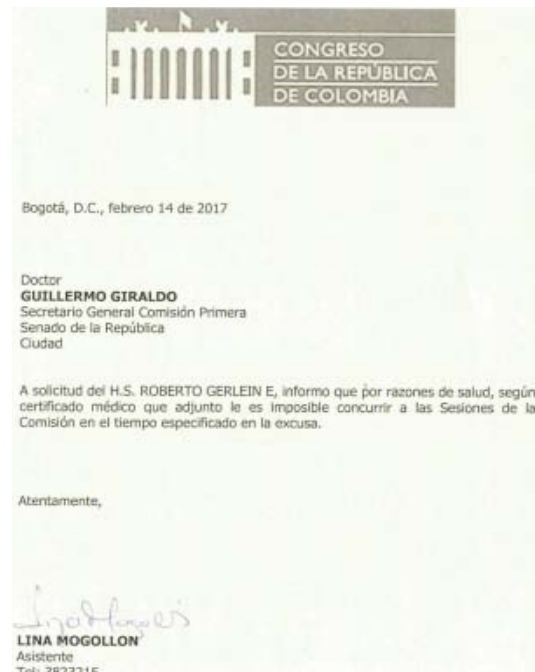 CONGRESO
DE LA REPÚBLICA
DE COLOMBIA
Bogotá, D.C., febrero 14 de 2017
Doctor
GUILLERMO GIRALDO
Secretario General Comisión Primera
Senado de la República
Ciudad
A solicitud del H.S. ROBERTO GERLEIN E, informo que por razones de salud, según
certificado médico que adjunto le es imposible concurrir a las Sesiones de la
Comisión en el tiempo especificado en la excusa.
Atentamente,
LINA MOGOLLON
Asistente
Tel: 3823215